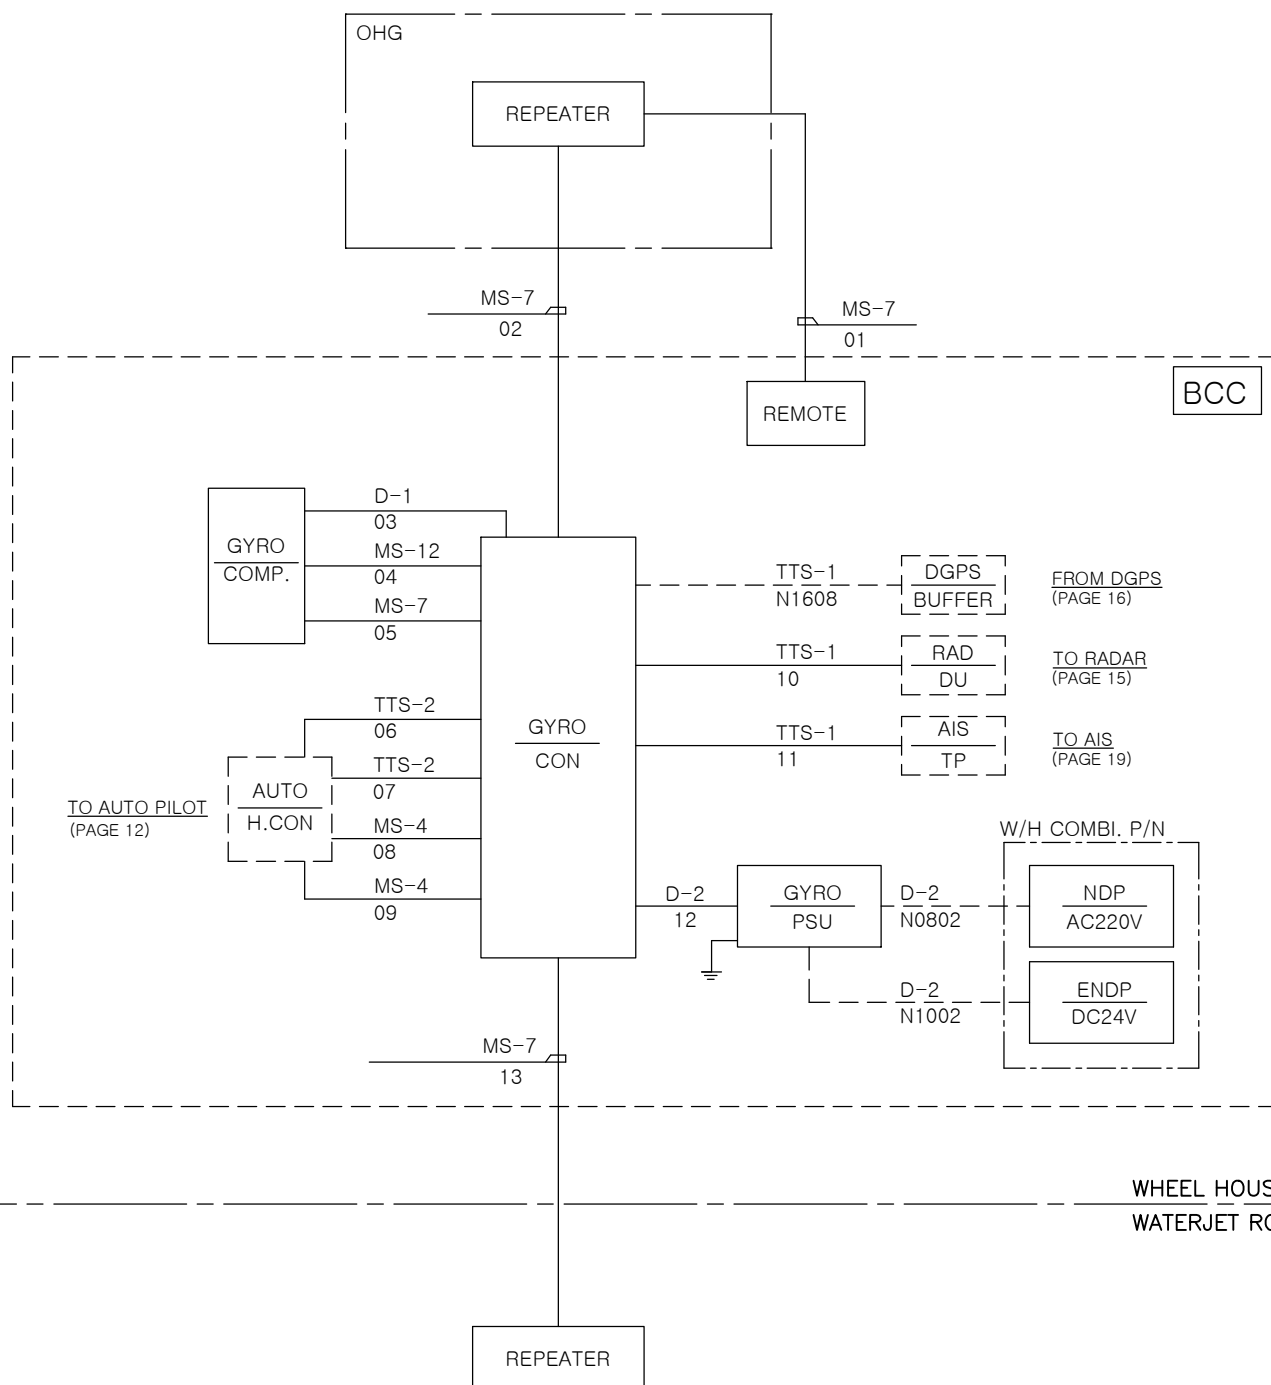 OHG
REPEATER
MS-7
02
MS-7
01
BCC
REMOTE
GYRO
COMP.
D-1
03
MS-12
04
MS-7
05
TTS-1
N1608
DGPS
BUFFER
FROM DGPS
(PAGE 16)
TTS-1
10
RAD
DU
TO RADAR
(PAGE 15)
TTS-1
11
AIS
TP
TO AIS
(PAGE 19)
GYRO
CON
TTS-2
06
TTS-2
07
MS-4
08
MS-4
09
AUTO
H.CON
TO AUTO PILOT
(PAGE 12)
W/H COMBI. P/N
D-2
12
GYRO
PSU
D-2
N0802
NDP
AC220V
D-2
N1002
ENDP
DC24V
MS-7
13
WHEEL HOUS
WATERJET RO
REPEATER